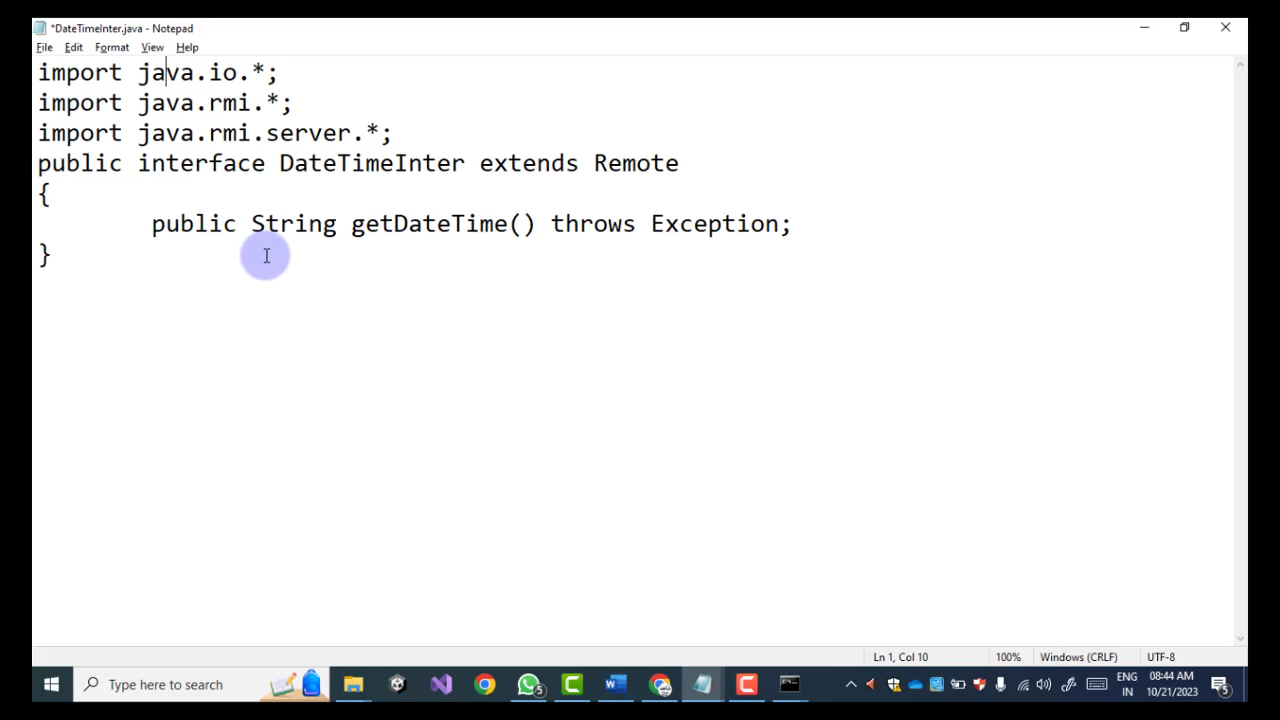 *DateTimeInter.java - Notepad
File Edit Format View Help
import java.io.*;
import java.rmi.*;
import java.rmi.server.*;
public interface DateTimeInter extends Remote
{
public String getDateTime() throws Exception;
}
Ln 1, Col 10 100% Windows (CRLF) UTF-8
Type here to search 5 W ENG IN 08:44 AM 10/21/2023 5